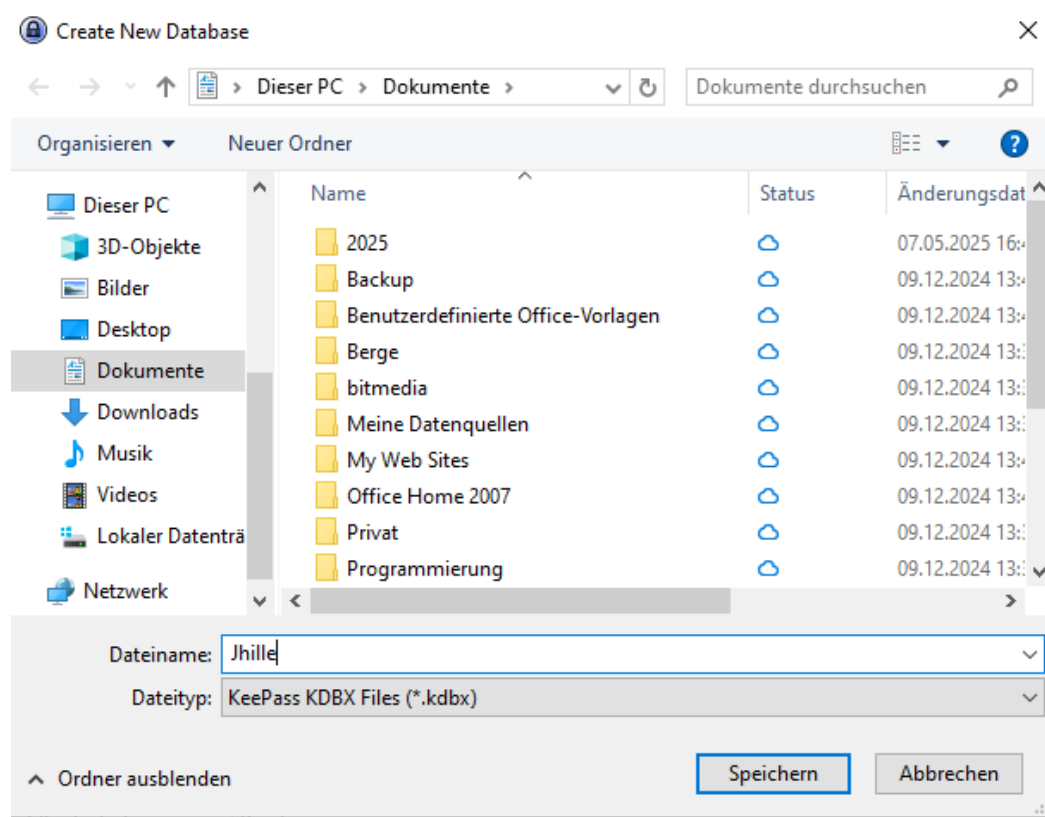 Create New Database
Dieser PC > Dokumente >
Dokumente durchsuchen
Organisieren
Neuer Ordner
?
Name
Status
Änderungsdat
Dieser PC
3D-Objekte
Bilder
Desktop
Dokumente
Downloads
Musik
Videos
Lokaler Datenträ
Netzwerk
2025 07.05.2025 16:4
Backup 09.12.2024 13:4
Benutzerdefinierte Office-Vorlagen 09.12.2024 13:4
Berge 09.12.2024 13:3
bitmedia 09.12.2024 13:3
Meine Datenquellen 09.12.2024 13:3
My Web Sites 09.12.2024 13:4
Office Home 2007 09.12.2024 13:4
Privat 09.12.2024 13:3
Programmierung 09.12.2024 13:3
Dateiname: Jhille
Dateityp: KeePass KDBX Files (*.kdbx)
Ordner ausblenden
Speichern
Abbrechen